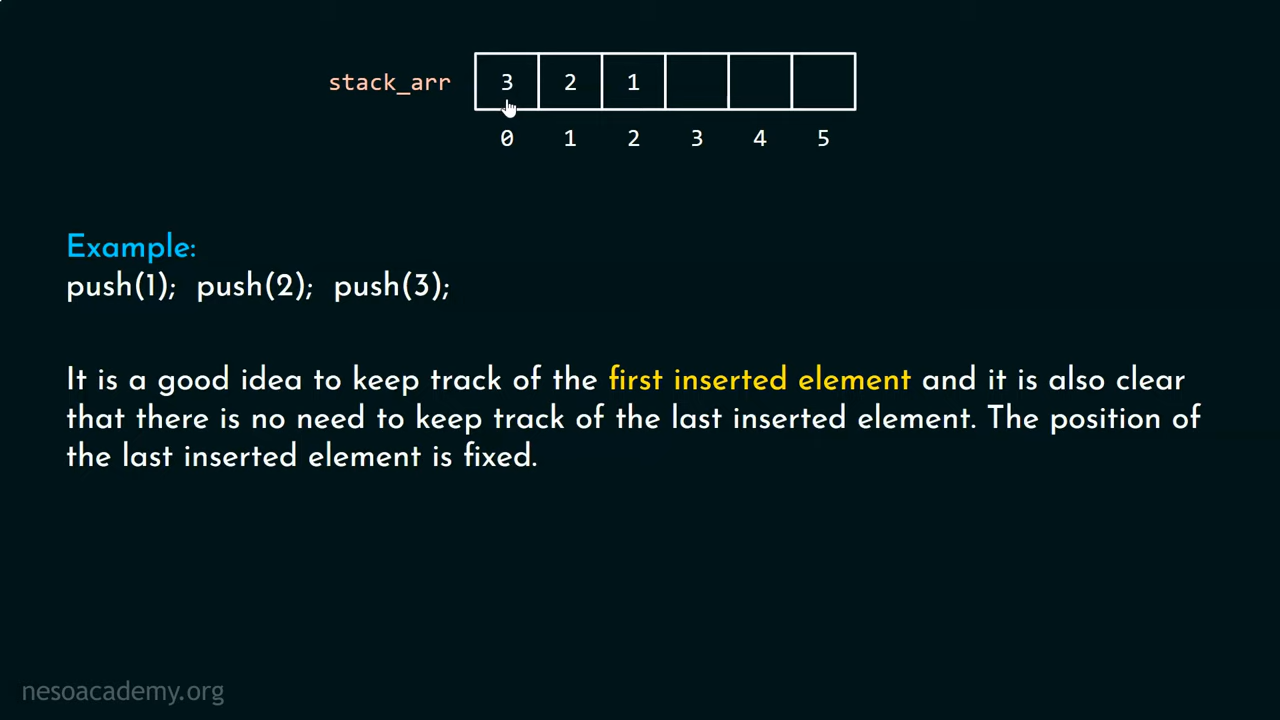 stack_arr 3 2 1
0 1 2 3 4 5
Example:
push(1); push(2); push(3);
It is a good idea to keep track of the first inserted element and it is also clear
that there is no need to keep track of the last inserted element. The position of
the last inserted element is fixed.
nesoacademy.org